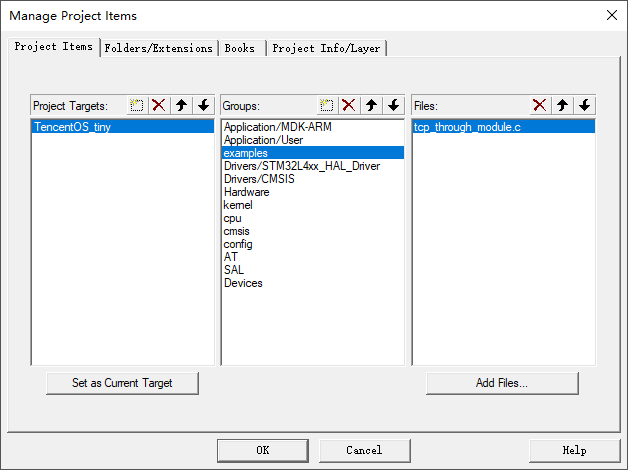 Manage Project Items
Project Items Folders/Extensions Books Project Info/Layer
Project Targets: Groups: Files:
TencentOS_tiny
Application/MDK-ARM
Application/User
examples
Drivers/STM32L4xx_HAL_Driver
Drivers/CMSIS
Hardware
kernel
cpu
cmsis
config
AT
SAL
Devices
tcp_through_module.c
Set as Current Target
Add Files...
OK Cancel Help